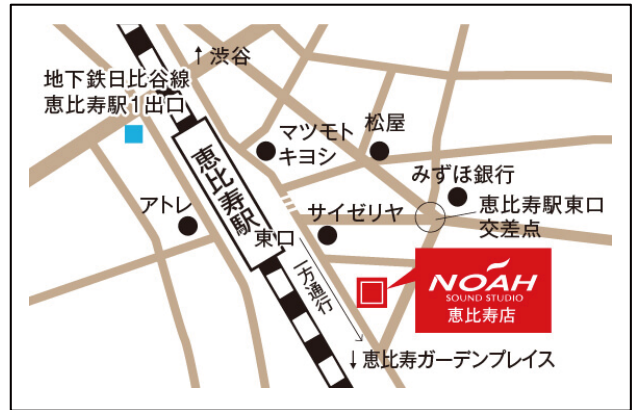 ↑渋谷
地下鉄日比谷線
恵比寿駅1出口
マツモト
キヨシ
松屋
恵比寿駅
みずほ銀行
アトレ
東口
サイゼリヤ
恵比寿駅東口
交差点
一方通行
NOAH
SOUND STUDIO
恵比寿店
↓恵比寿ガーデンプレイス